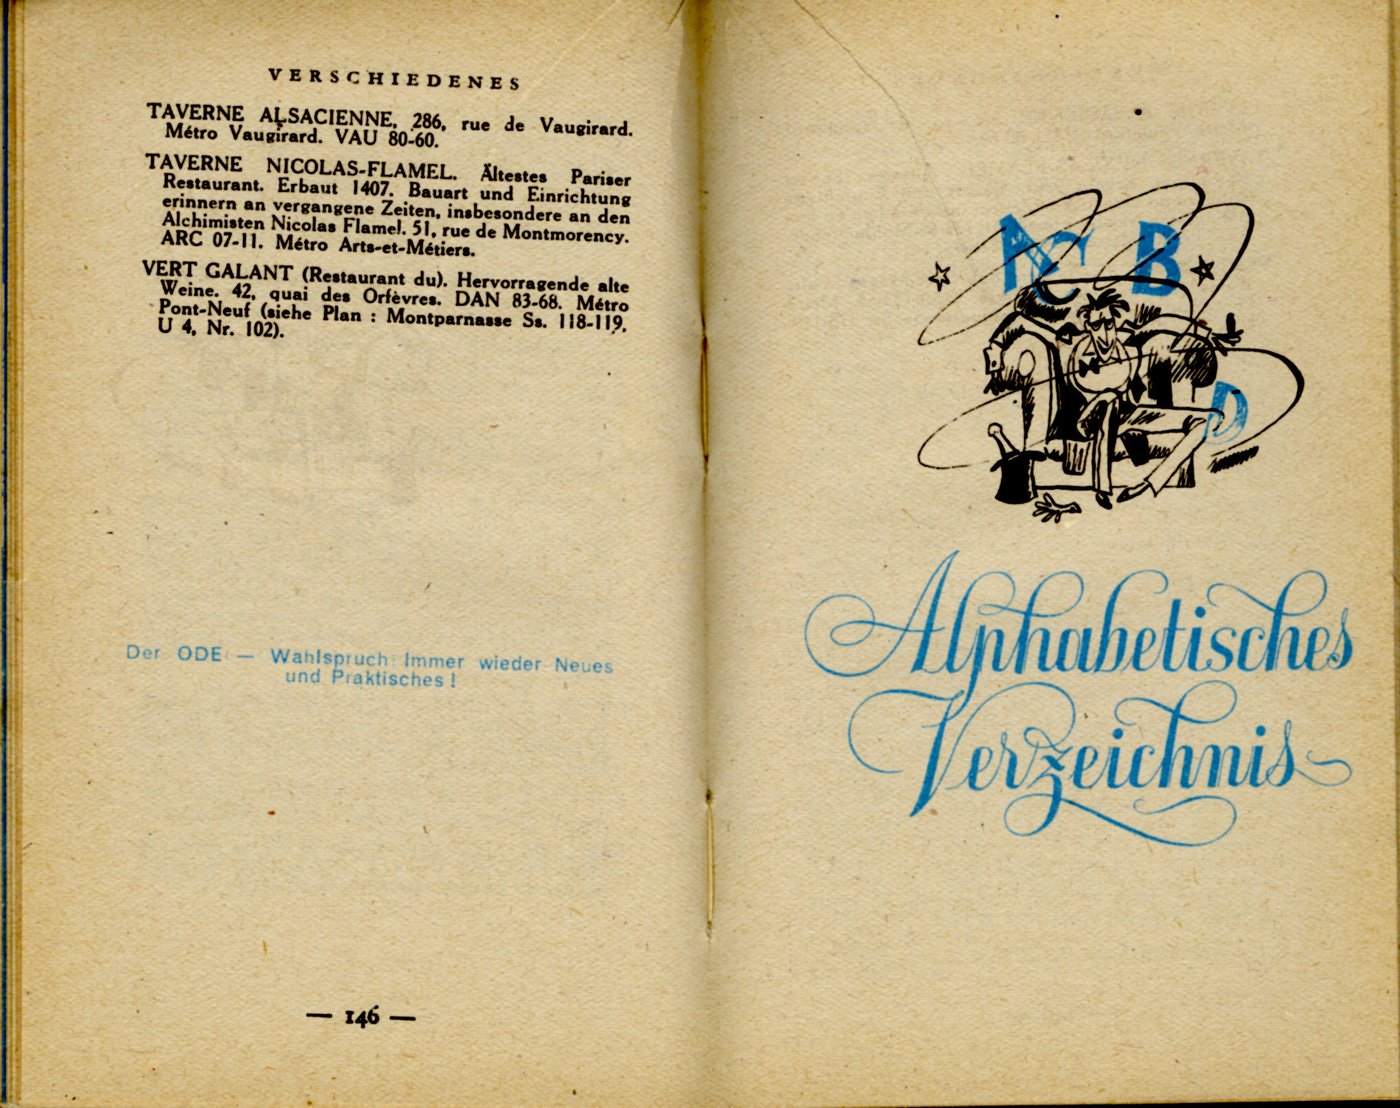 VERSCHIEDENES
TAVERNE ALSACIENNE, 286, rue de Vaugirard.
Métro Vaugirard. VAU 80-60.
TAVERNE NICOLAS-FLAMEL. Ältestes Pariser
Restaurant. Erbaut 1407. Bauart und Einrichtung
erinnern an vergangene Zeiten, insbesondere an den
Alchimisten Nicolas Flamel. 51, rue de Montmorency.
ARC 07-11. Métro Arts-et-Métiers.
VERT GALANT (Restaurant du). Hervorragende alte
Weine. 42, quai des Orfèvres. DAN 83-68. Métro
Pont-Neuf (siehe Plan : Montparnasse Ss. 118-119.
U 4, Nr. 102).
Der ODE — Wahlspruch: Immer wieder Neues
und Praktisches !
— 146 —
A C B
D
Alphabetisches
Verzeichnis